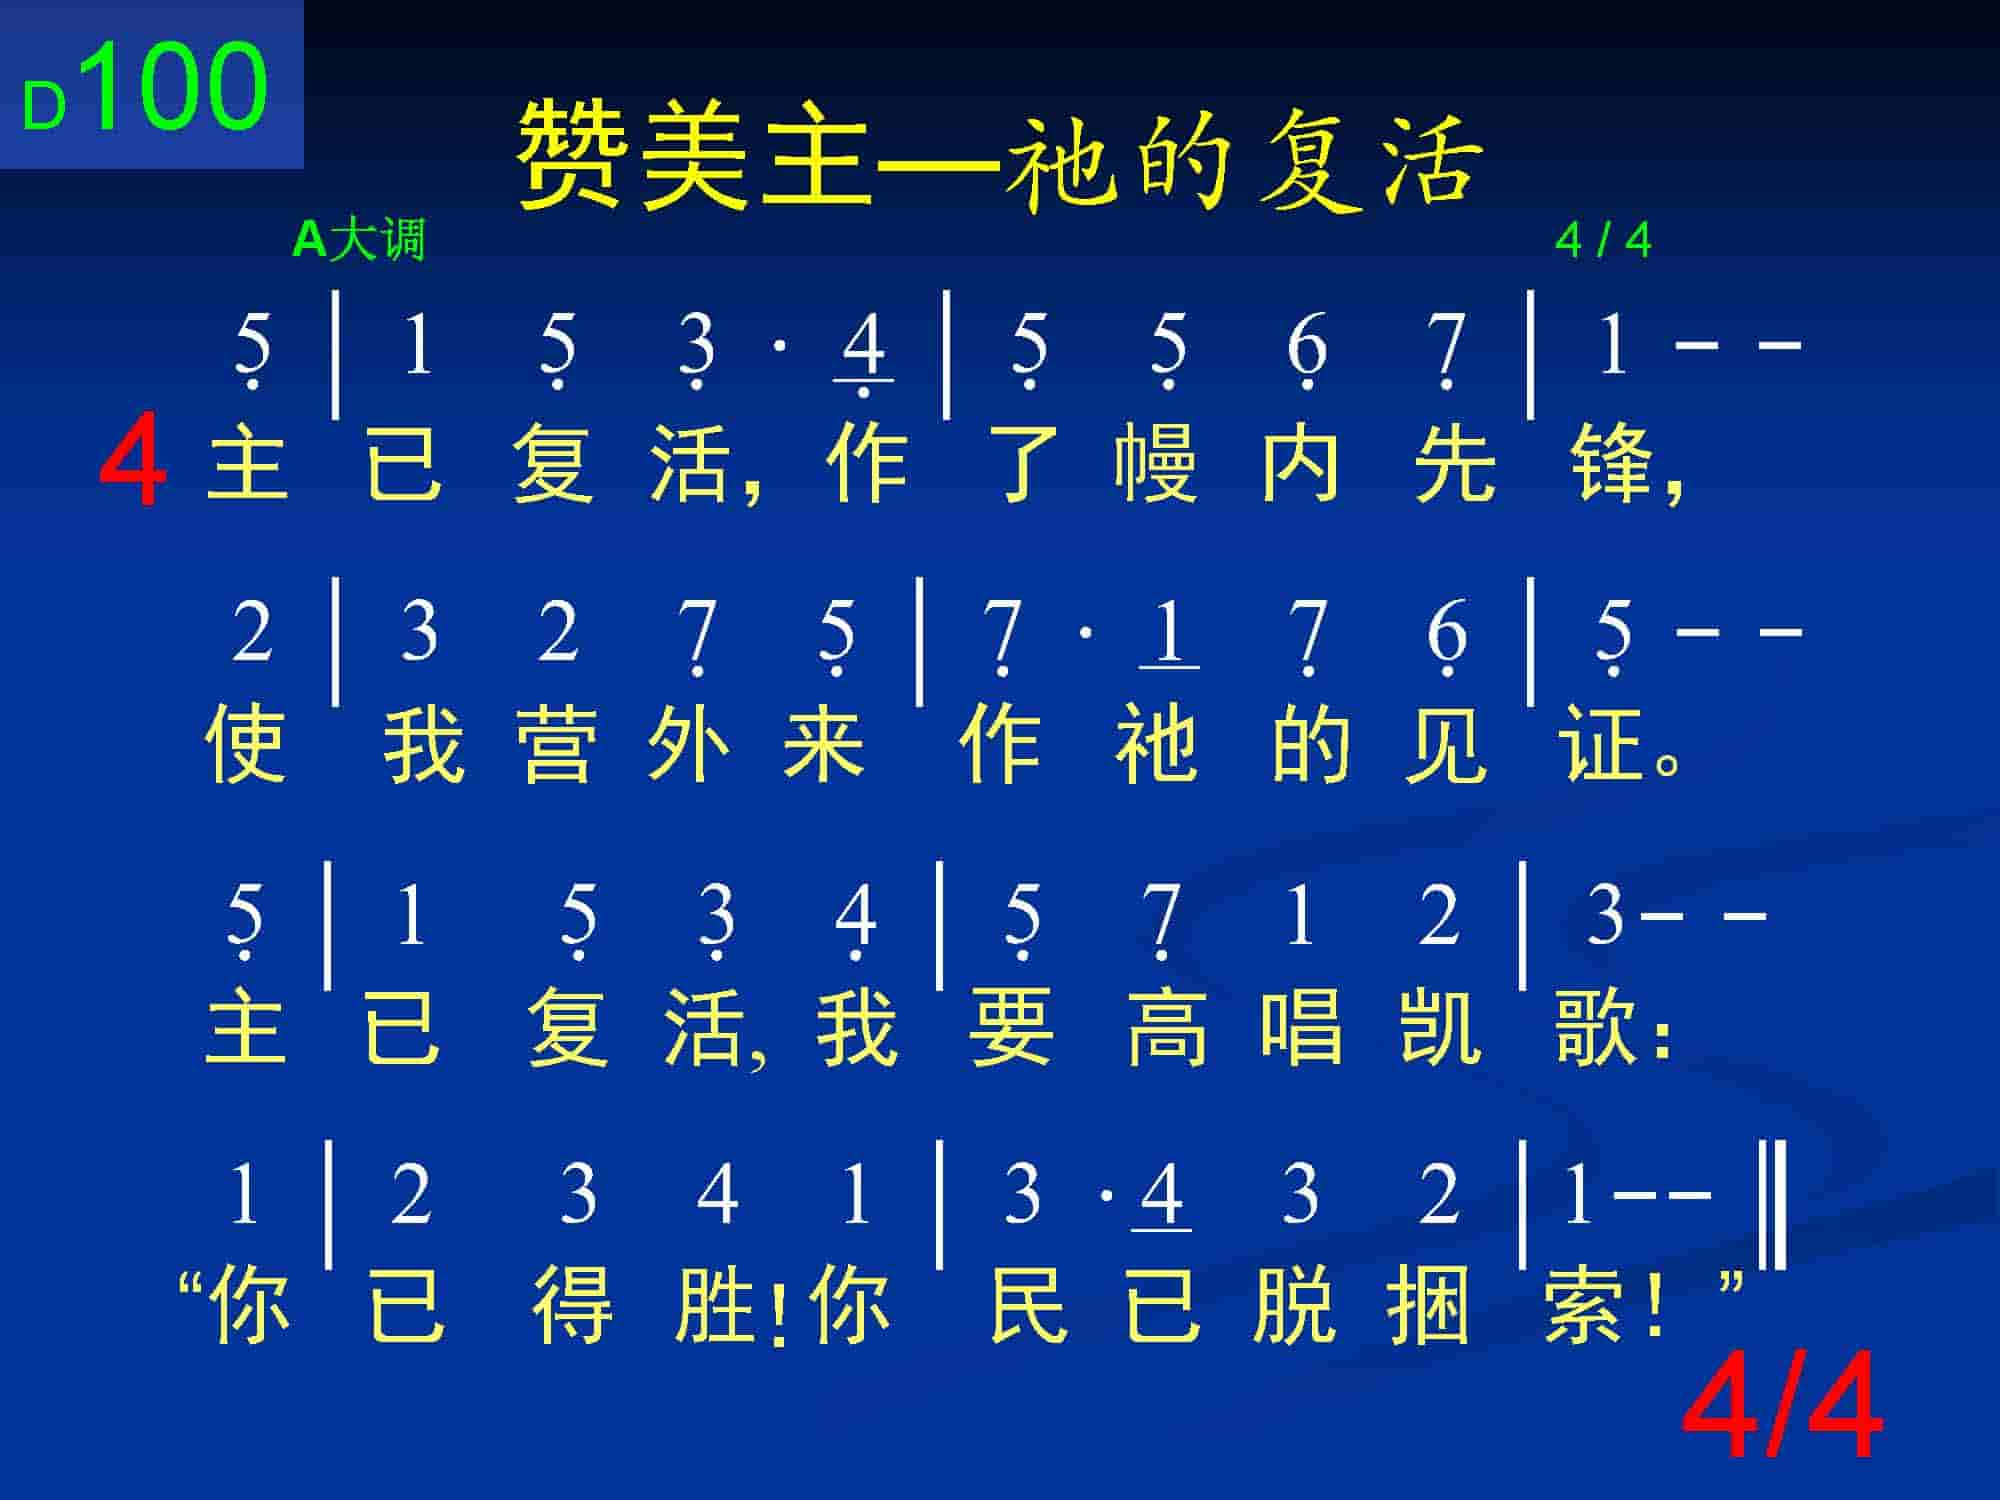 D100
赞美主—祂的复活
A大调 4 / 4
5̣ | 1 5̣ 3̣ · 4̣ | 5̣ 5̣ 6̣ 7̣ | 1 - -
4 主已复活，作了幔内先锋，
2 | 3 2 7̣ 5̣ | 7̣ · 1 7̣ 6̣ | 5̣ - -
使我营外来作祂的见证。
5̣ | 1 5̣ 3̣ 4̣ | 5̣ 7̣ 1 2 | 3 - -
主已复活，我要高唱凯歌：
1 | 2 3 4 1 | 3 · 4 3 2 | 1 - - ‖
“你已得胜！你民已脱捆索！”
4/4